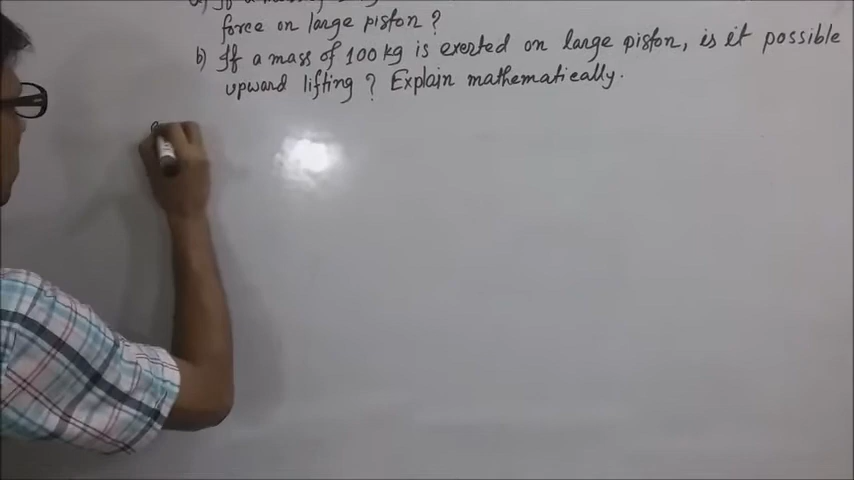 a) If a
force on large piston ?
b) If a mass of 100 kg is exerted on large piston, is it possible
upward lifting ? Explain mathematically.